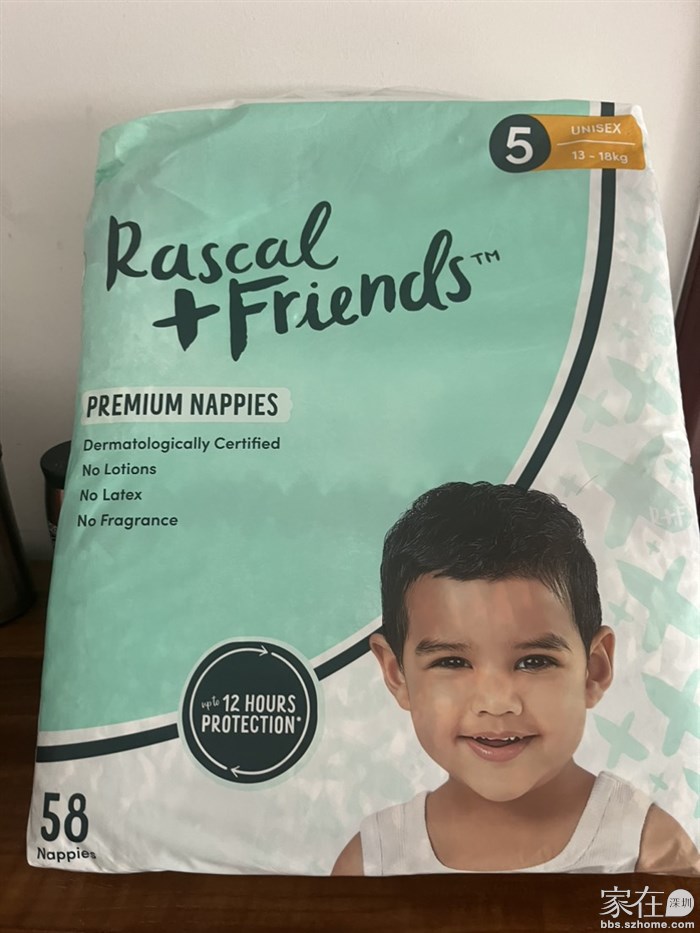 5
UNISEX
13 - 18kg
Rascal
+Friends™
PREMIUM NAPPIES
Dermatologically Certified
No Lotions
No Latex
No Fragrance
R+F
up to 12 HOURS
PROTECTION*
58
Nappies
家在深圳
bbs.szhome.com